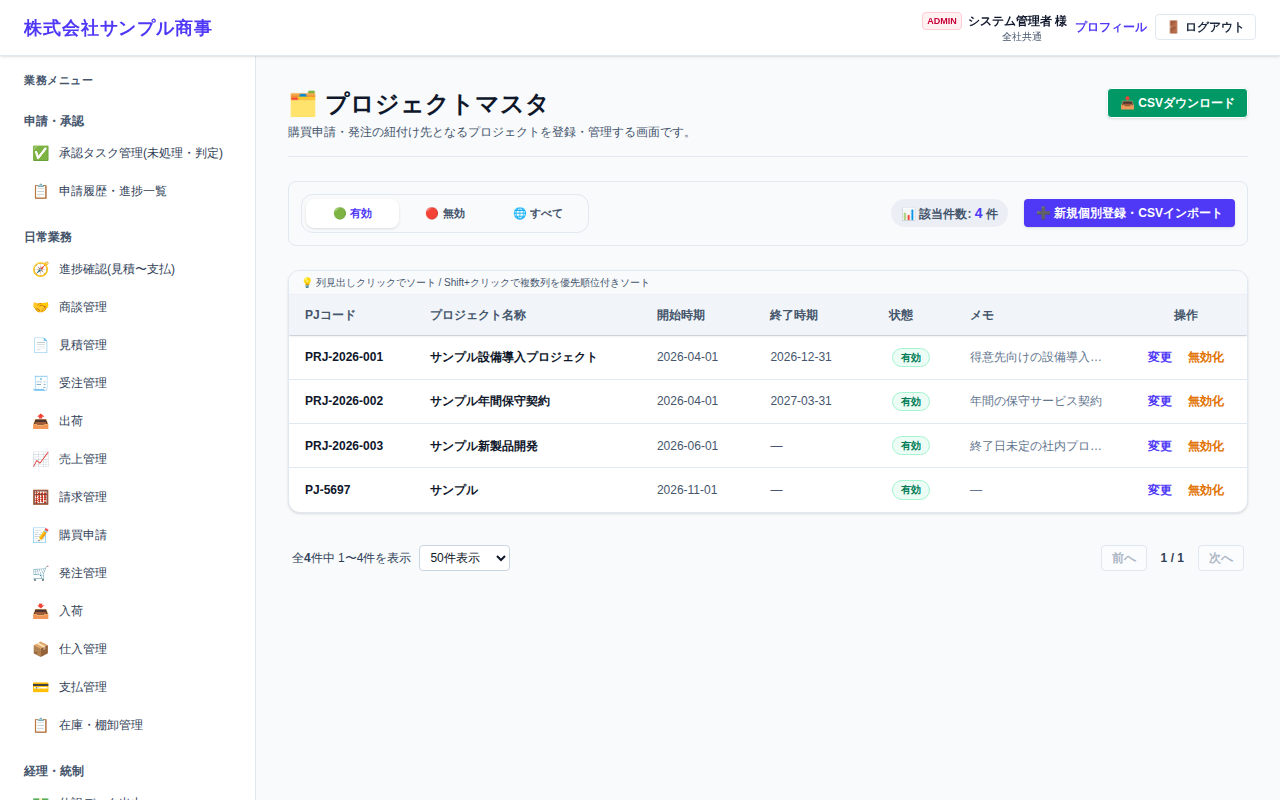 株式会社サンプル商事
ADMIN システム管理者 様
全社共通
プロフィール
🚪 ログアウト
業務メニュー
申請・承認
✅ 承認タスク管理(未処理・判定)
📋 申請履歴・進捗一覧
日常業務
🧭 進捗確認(見積〜支払)
🤝 商談管理
📄 見積管理
🧾 受注管理
📤 出荷
📈 売上管理
🧮 請求管理
📝 購買申請
🛒 発注管理
📥 入荷
📦 仕入管理
💳 支払管理
📋 在庫・棚卸管理
経理・統制
🗂️ プロジェクトマスタ
購買申請・発注の紐付け先となるプロジェクトを登録・管理する画面です。
📥 CSVダウンロード
🟢 有効 🔴 無効 🌐 すべて
📊 該当件数: 4 件
➕ 新規個別登録・CSVインポート
💡 列見出しクリックでソート / Shift+クリックで複数列を優先順位付きソート
PJコード プロジェクト名称 開始時期 終了時期 状態 メモ 操作
PRJ-2026-001 サンプル設備導入プロジェクト 2026-04-01 2026-12-31 有効 得意先向けの設備導入… 変更 無効化
PRJ-2026-002 サンプル年間保守契約 2026-04-01 2027-03-31 有効 年間の保守サービス契約 変更 無効化
PRJ-2026-003 サンプル新製品開発 2026-06-01 — 有効 終了日未定の社内プロ… 変更 無効化
PJ-5697 サンプル 2026-11-01 — 有効 — 変更 無効化
全4件中 1〜4件を表示 50件表示
前へ 1 / 1 次へ